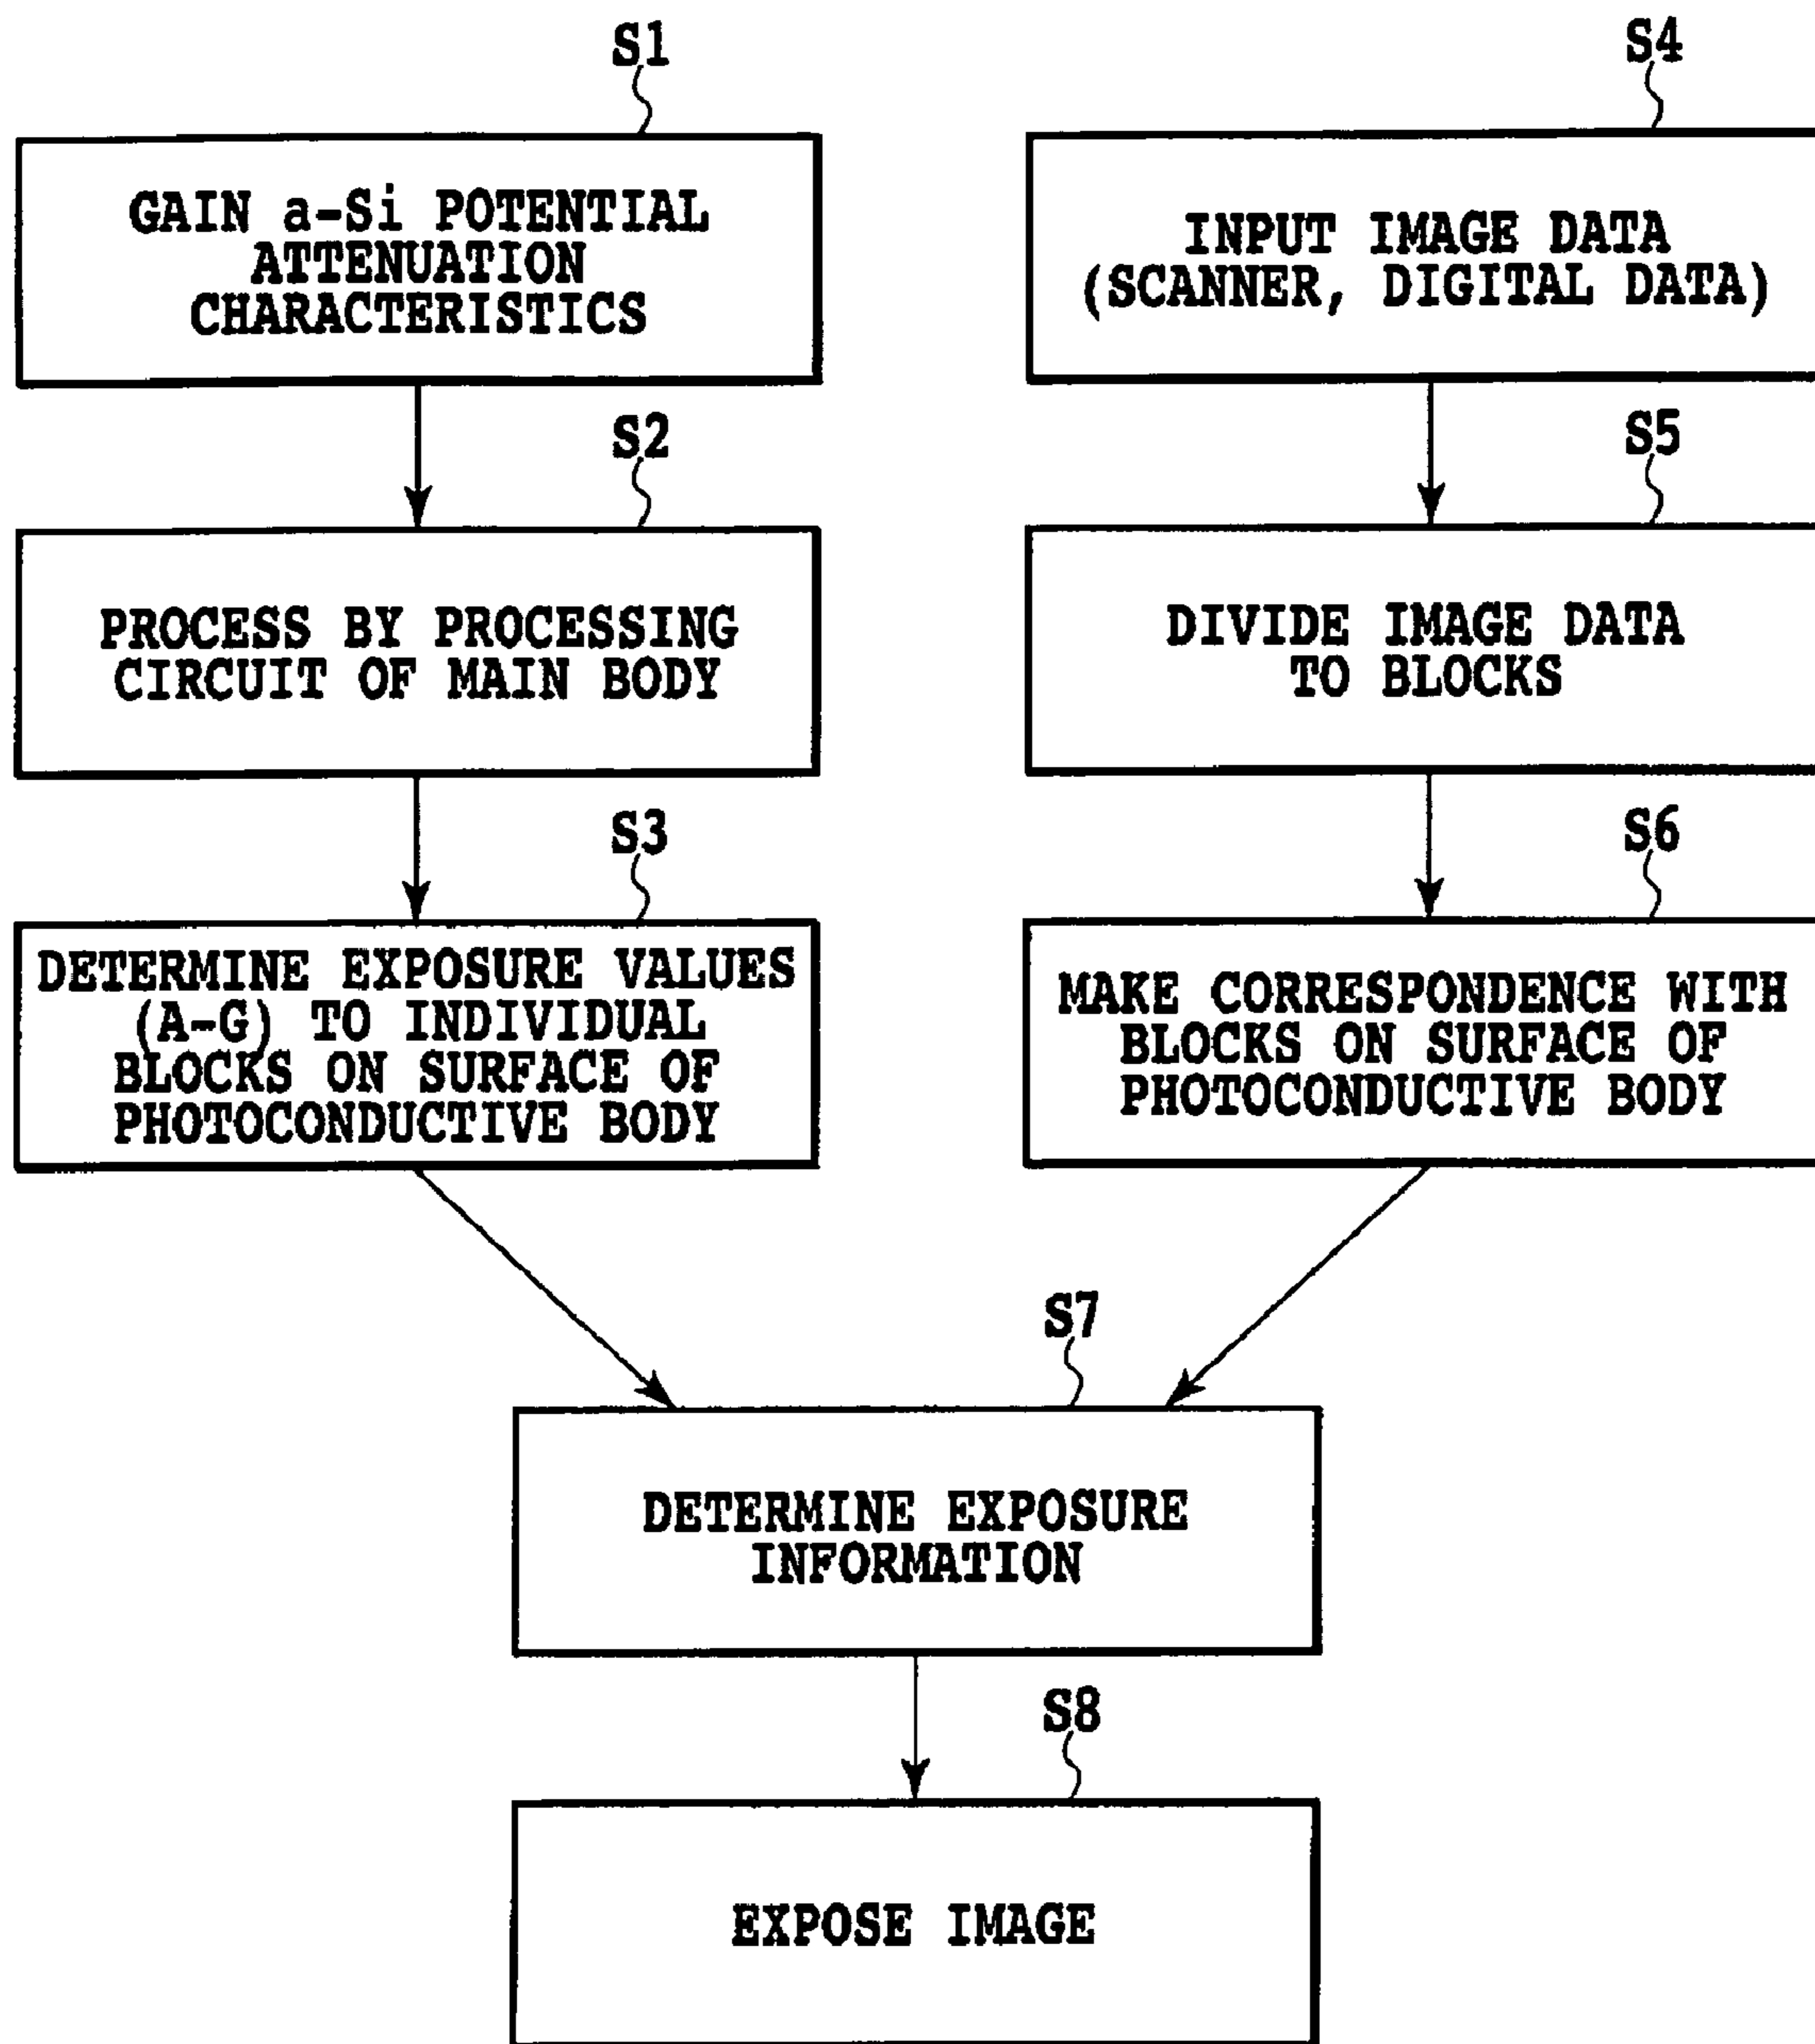 S1
GAIN a-Si POTENTIAL
ATTENUATION
CHARACTERISTICS
S2
PROCESS BY PROCESSING
CIRCUIT OF MAIN BODY
S3
DETERMINE EXPOSURE VALUES
(A-G) TO INDIVIDUAL
BLOCKS ON SURFACE OF
PHOTOCONDUCTIVE BODY
S4
INPUT IMAGE DATA
(SCANNER, DIGITAL DATA)
S5
DIVIDE IMAGE DATA
TO BLOCKS
S6
MAKE CORRESPONDENCE WITH
BLOCKS ON SURFACE OF
PHOTOCONDUCTIVE BODY
S7
DETERMINE EXPOSURE
INFORMATION
S8
EXPOSE IMAGE